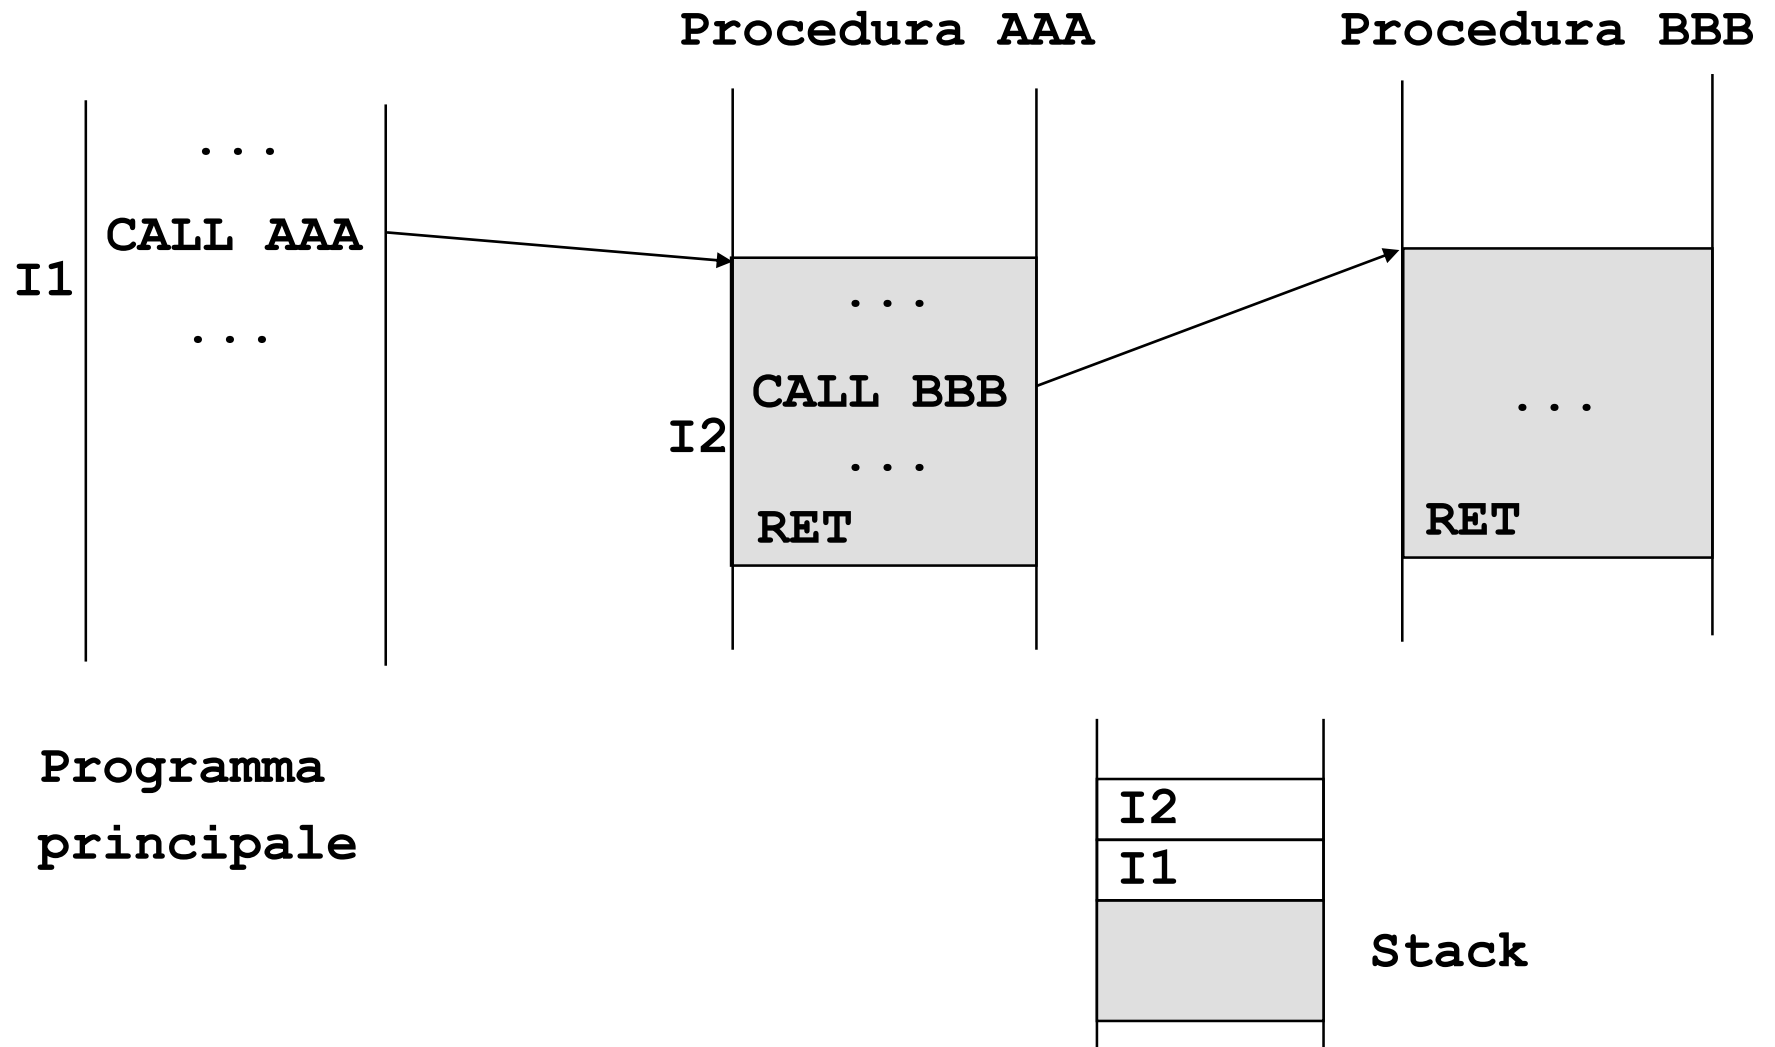 Procedura AAA
Procedura BBB
...
CALL AAA
I1
...
...
CALL BBB
I2
...
RET
...
RET
Programma
principale
I2
I1
Stack